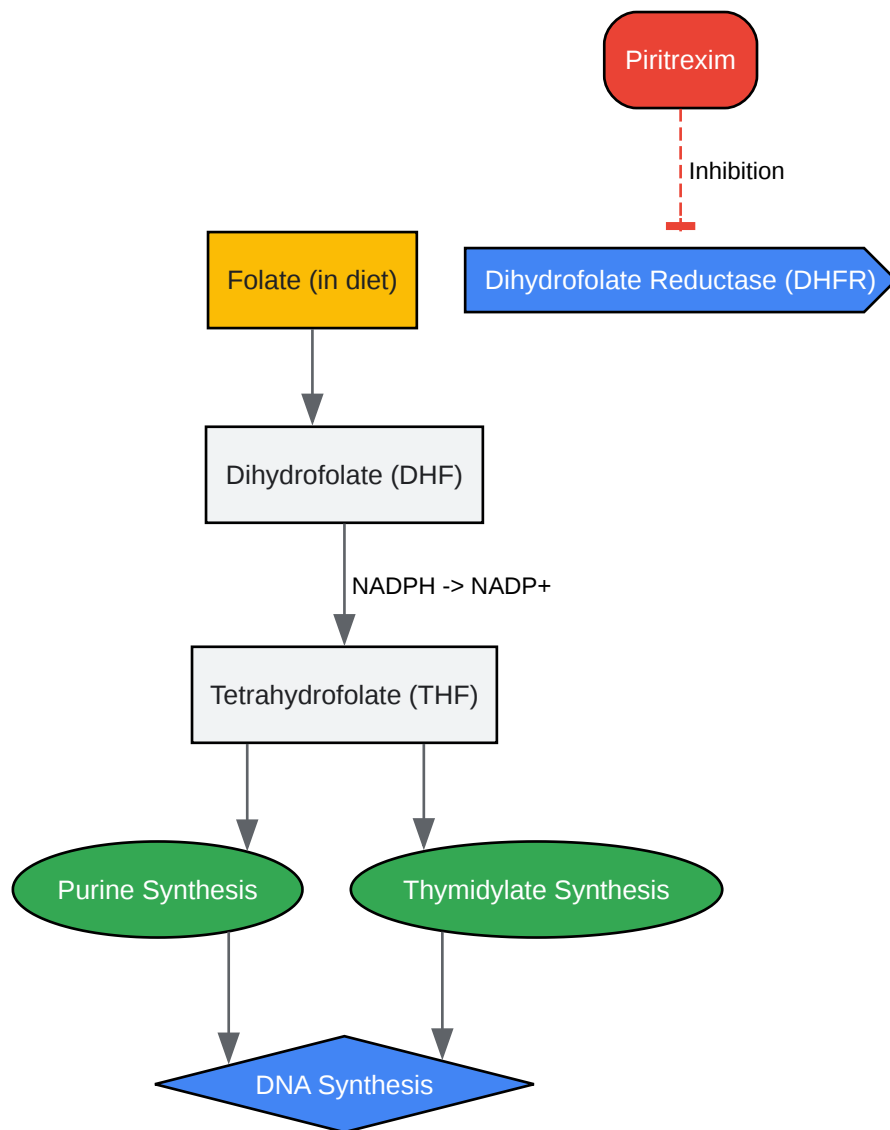 Piritrexim
Inhibition
Folate (in diet)
Dihydrofolate Reductase (DHFR)
Dihydrofolate (DHF)
NADPH -> NADP+
Tetrahydrofolate (THF)
Purine Synthesis
Thymidylate Synthesis
DNA Synthesis